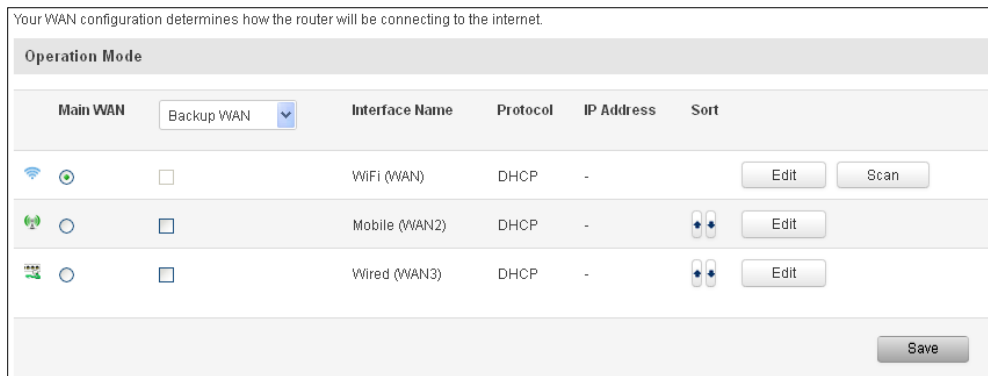 Your WAN configuration determines how the router will be connecting to the internet.
Operation Mode
Main WAN Backup WAN Interface Name Protocol IP Address Sort
WiFi (WAN) DHCP - Edit Scan
Mobile (WAN2) DHCP - Edit
Wired (WAN3) DHCP - Edit
Save